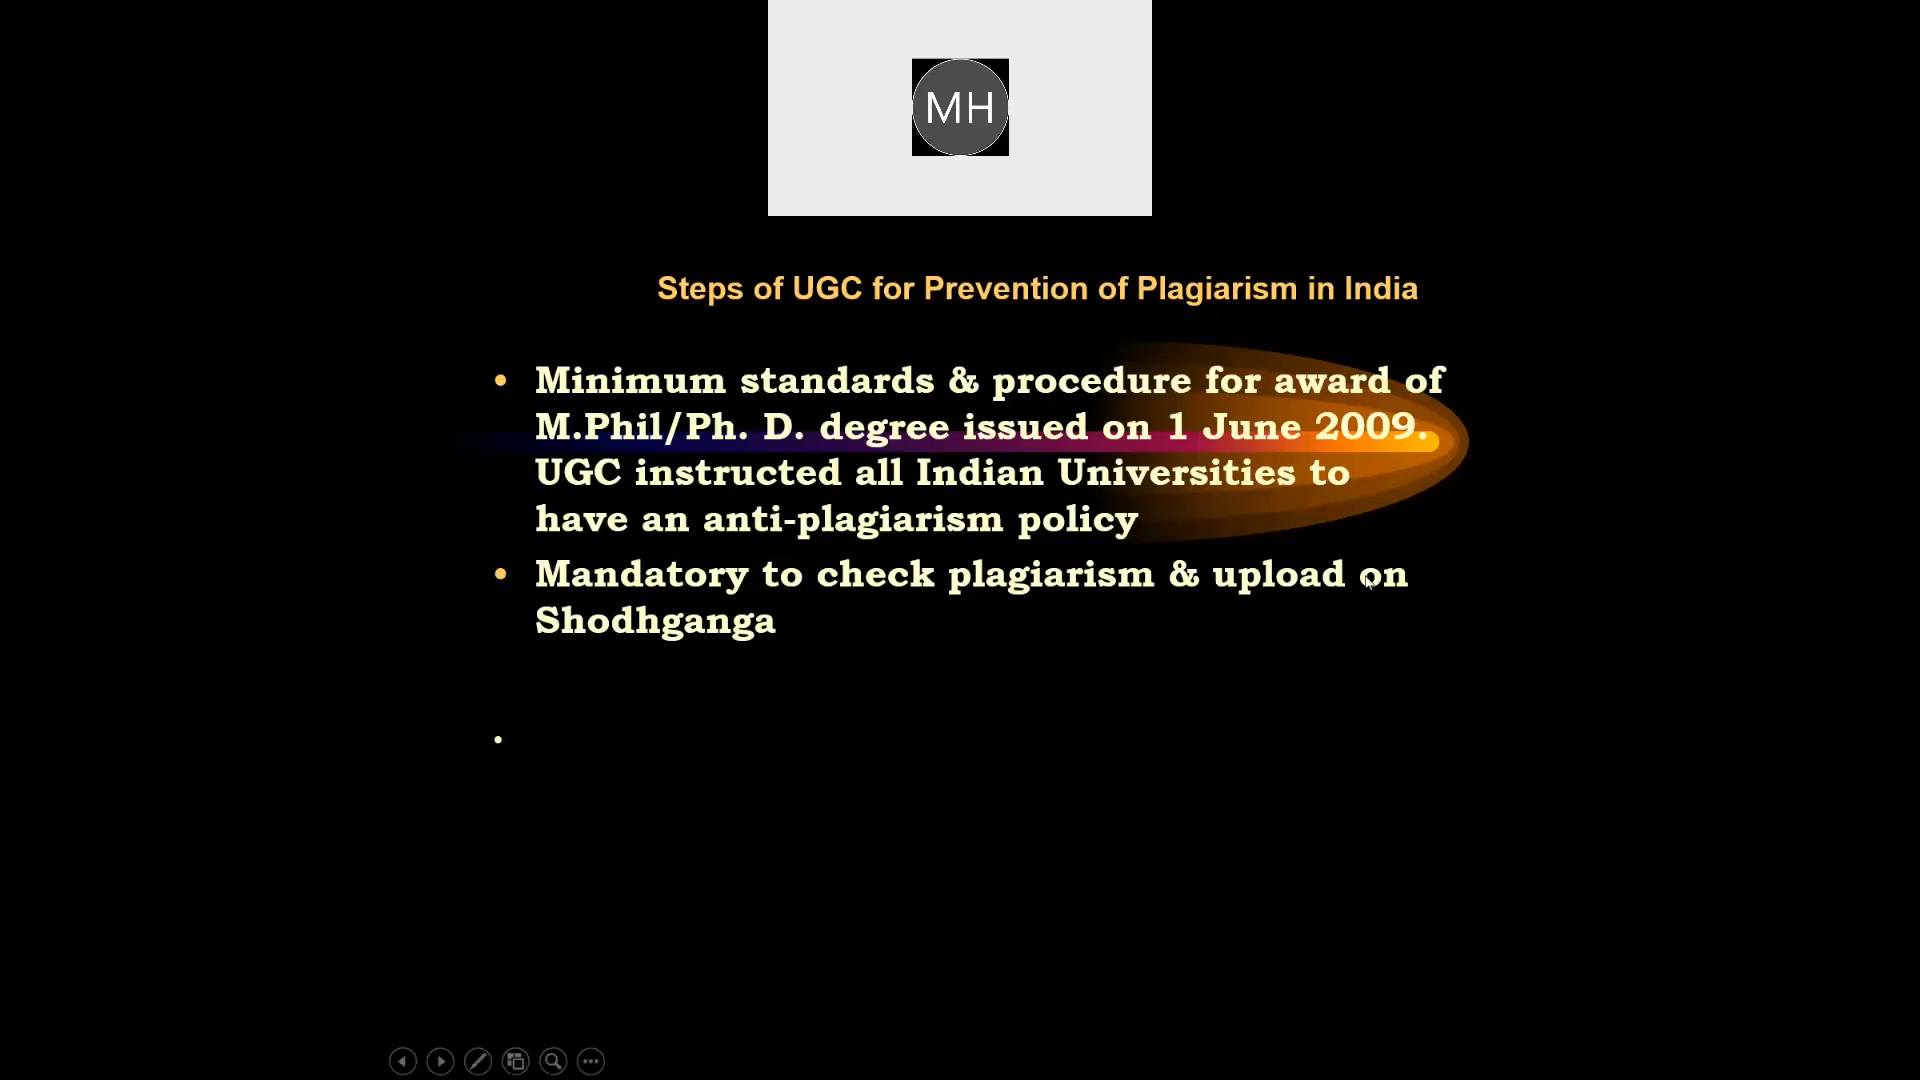 MH
Steps of UGC for Prevention of Plagiarism in India
• Minimum standards & procedure for award of
M.Phil/Ph. D. degree issued on 1 June 2009.
UGC instructed all Indian Universities to
have an anti-plagiarism policy
• Mandatory to check plagiarism & upload on
Shodhganga
•